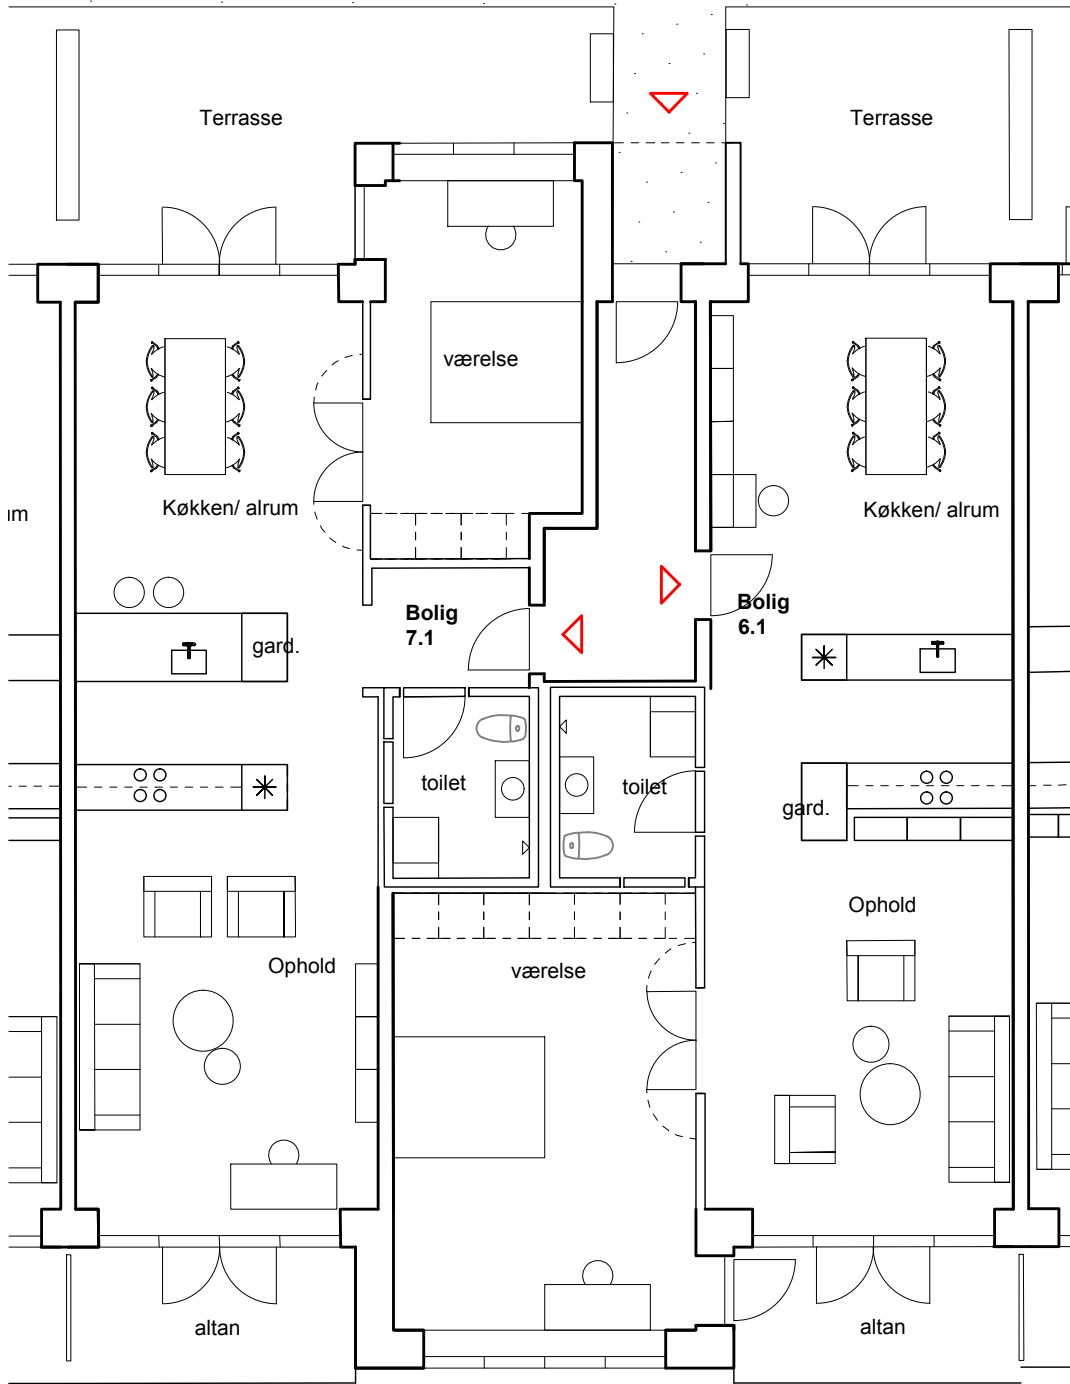 Terrasse
Terrasse
værelse
Køkken/ alrum
Køkken/ alrum
Bolig
7.1
Bolig
6.1
gard.
toilet
toilet
gard.
Ophold
Ophold
værelse
altan
altan